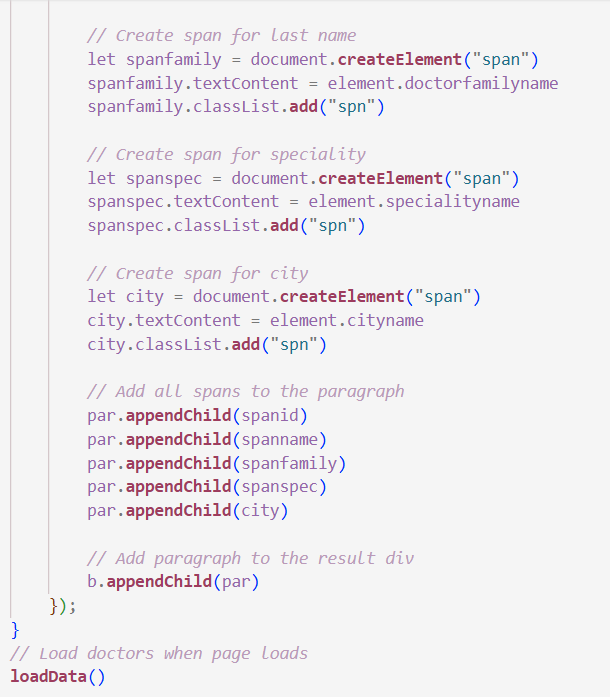 // Create span for last name
let spanfamily = document.createElement("span")
spanfamily.textContent = element.doctorfamilyname
spanfamily.classList.add("spn")
// Create span for speciality
let spanspec = document.createElement("span")
spanspec.textContent = element.specialityname
spanspec.classList.add("spn")
// Create span for city
let city = document.createElement("span")
city.textContent = element.cityname
city.classList.add("spn")
// Add all spans to the paragraph
par.appendChild(spanid)
par.appendChild(spanname)
par.appendChild(spanfamily)
par.appendChild(spanspec)
par.appendChild(city)
// Add paragraph to the result div
b.appendChild(par)
});
}
// Load doctors when page loads
loadData()